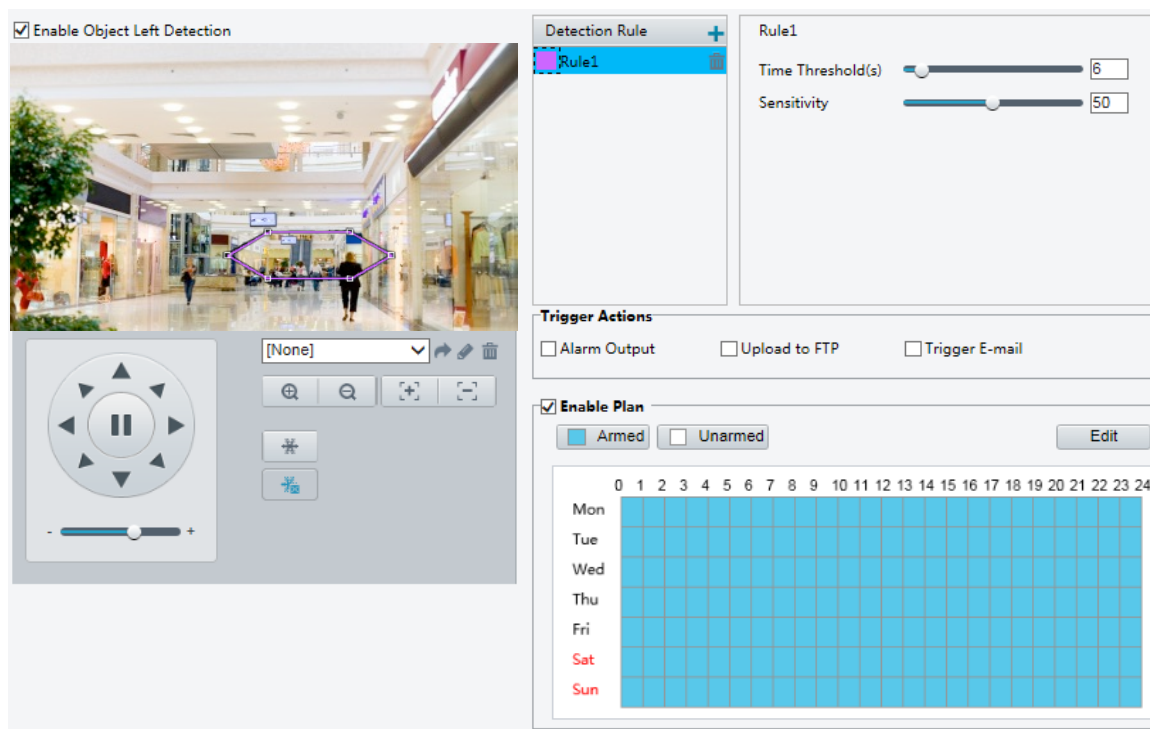 Enable Object Left Detection
Detection Rule
Rule1
Rule1
Time Threshold(s) 6
Sensitivity 50
[None]
- +
Trigger Actions
Alarm Output Upload to FTP Trigger E-mail
Enable Plan
Armed Unarmed Edit
0 1 2 3 4 5 6 7 8 9 10 11 12 13 14 15 16 17 18 19 20 21 22 23 24
Mon
Tue
Wed
Thu
Fri
Sat
Sun